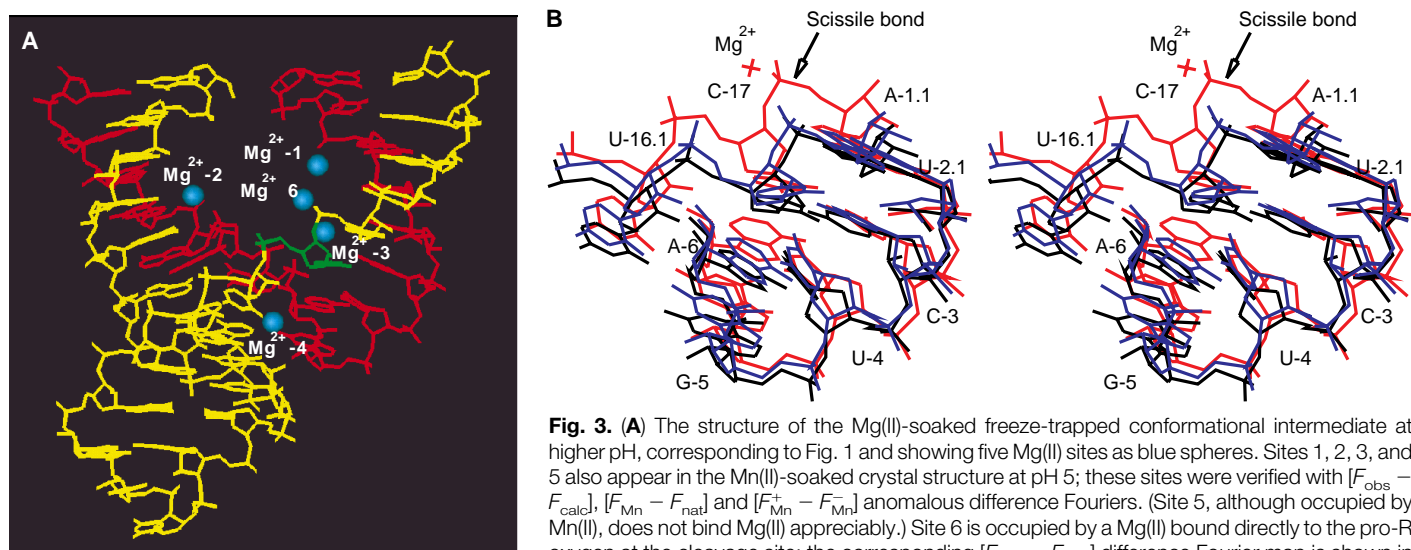 A
Mg2+ -1
Mg2+ -2
Mg2+ 6
Mg2+ -3
Mg2+ -4
B
Scissile bond
Mg2+
C-17
A-1.1
U-16.1
U-2.1
A-6
C-3
U-4
G-5
Scissile bond
Mg2+
C-17
A-1.1
U-16.1
U-2.1
A-6
C-3
U-4
G-5
Fig. 3. (A) The structure of the Mg(II)-soaked freeze-trapped conformational intermediate at
higher pH, corresponding to Fig. 1 and showing five Mg(II) sites as blue spheres. Sites 1, 2, 3, and
5 also appear in the Mn(II)-soaked crystal structure at pH 5; these sites were verified with [Fobs −
Fcalc], [FMn − Fnat] and [F+Mn − F−Mn] anomalous difference Fouriers. (Site 5, although occupied by
Mn(II), does not bind Mg(II) appreciably.) Site 6 is occupied by a Mg(II) bound directly to the pro-R